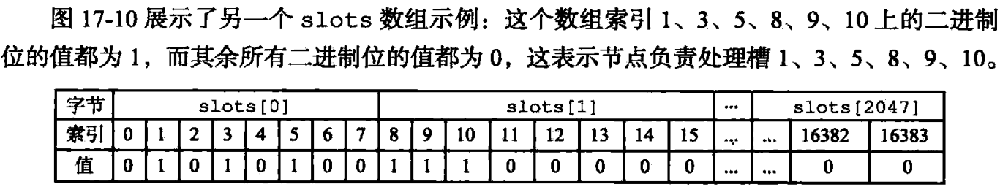 图 17-10 展示了另一个 slots 数组示例：这个数组索引 1、3、5、8、9、10 上的二进制
位的值都为 1，而其余所有二进制位的值都为 0，这表示节点负责处理槽 1、3、5、8、9、10。
字节 slots[0] slots[1] ... slots[2047]
索引 0 1 2 3 4 5 6 7 8 9 10 11 12 13 14 15 ... ... 16382 16383
值 0 1 0 1 0 1 0 0 1 1 1 0 0 0 0 0 ... ... 0 0